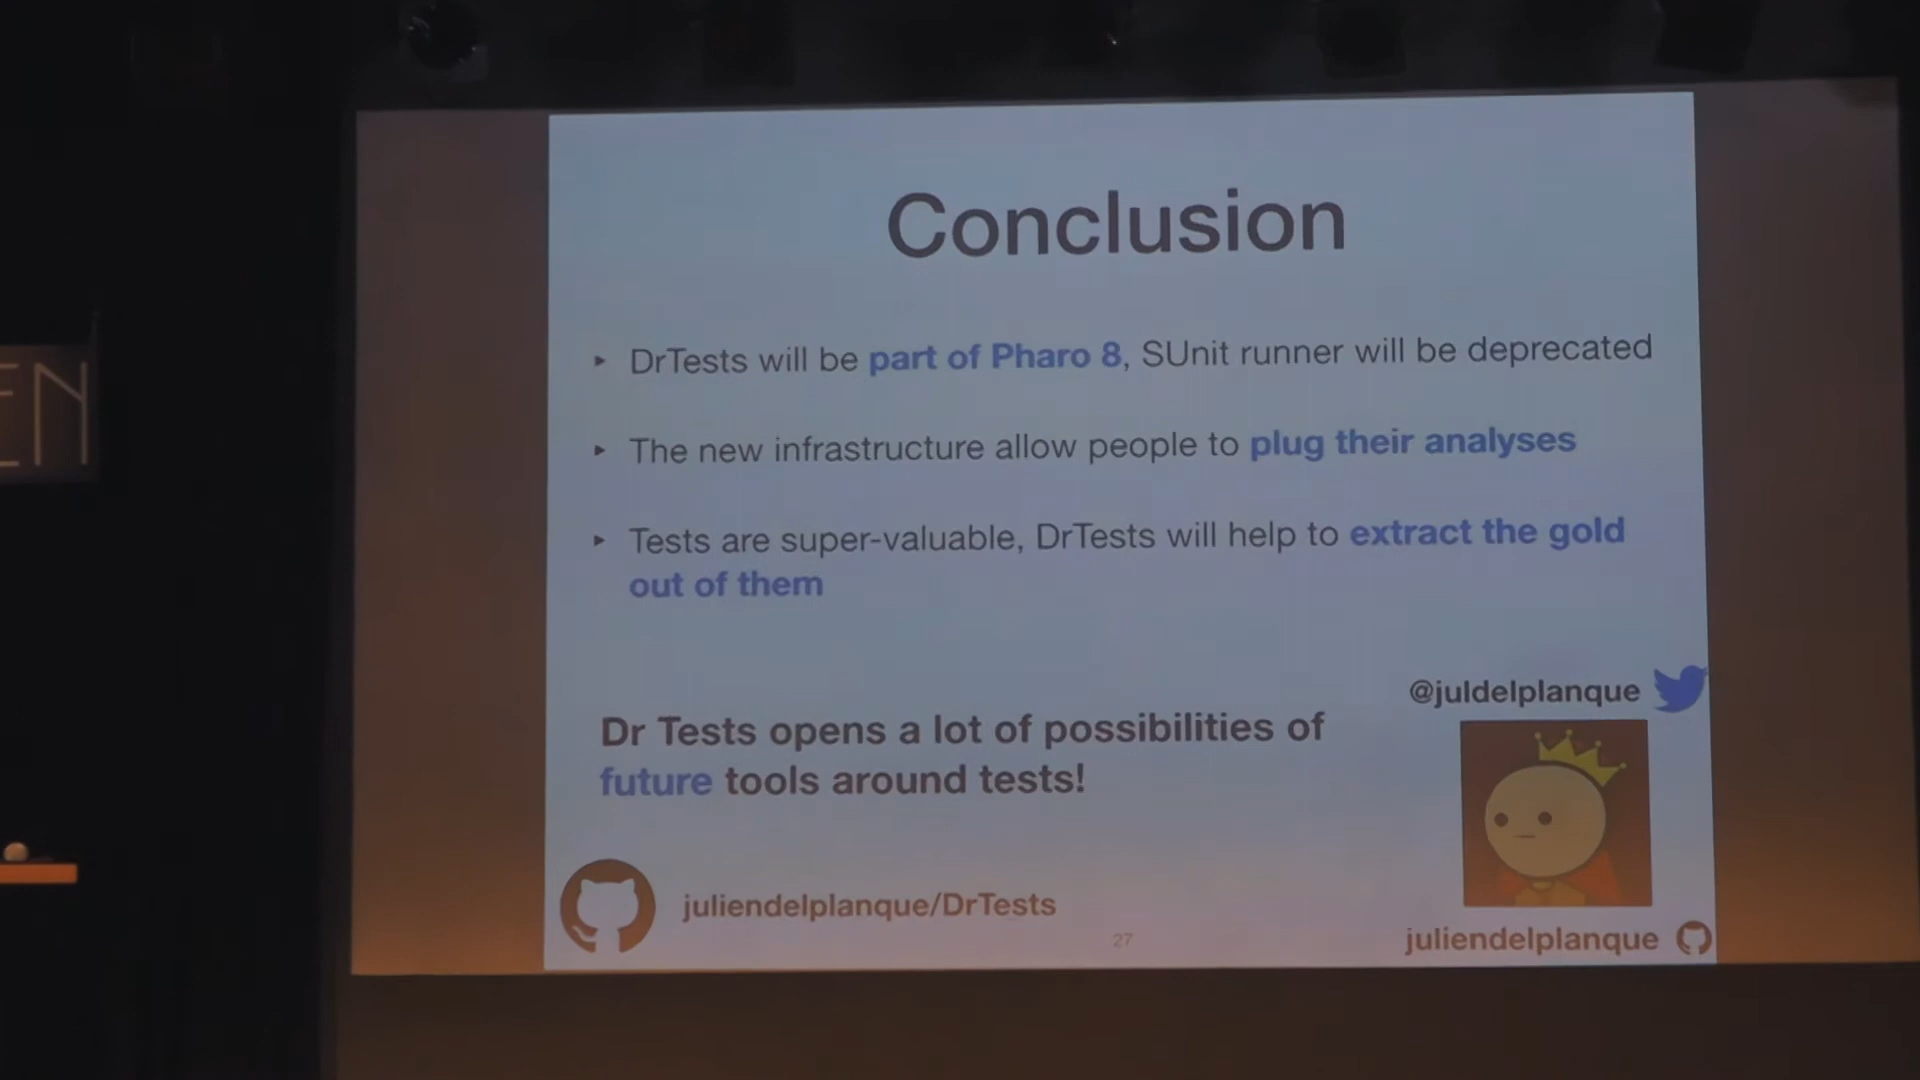 Conclusion
▸ DrTests will be part of Pharo 8, SUnit runner will be deprecated
▸ The new infrastructure allow people to plug their analyses
▸ Tests are super-valuable, DrTests will help to extract the gold
out of them
@juldelplanque
Dr Tests opens a lot of possibilities of
future tools around tests!
juliendelplanque/DrTests
27
juliendelplanque
EN